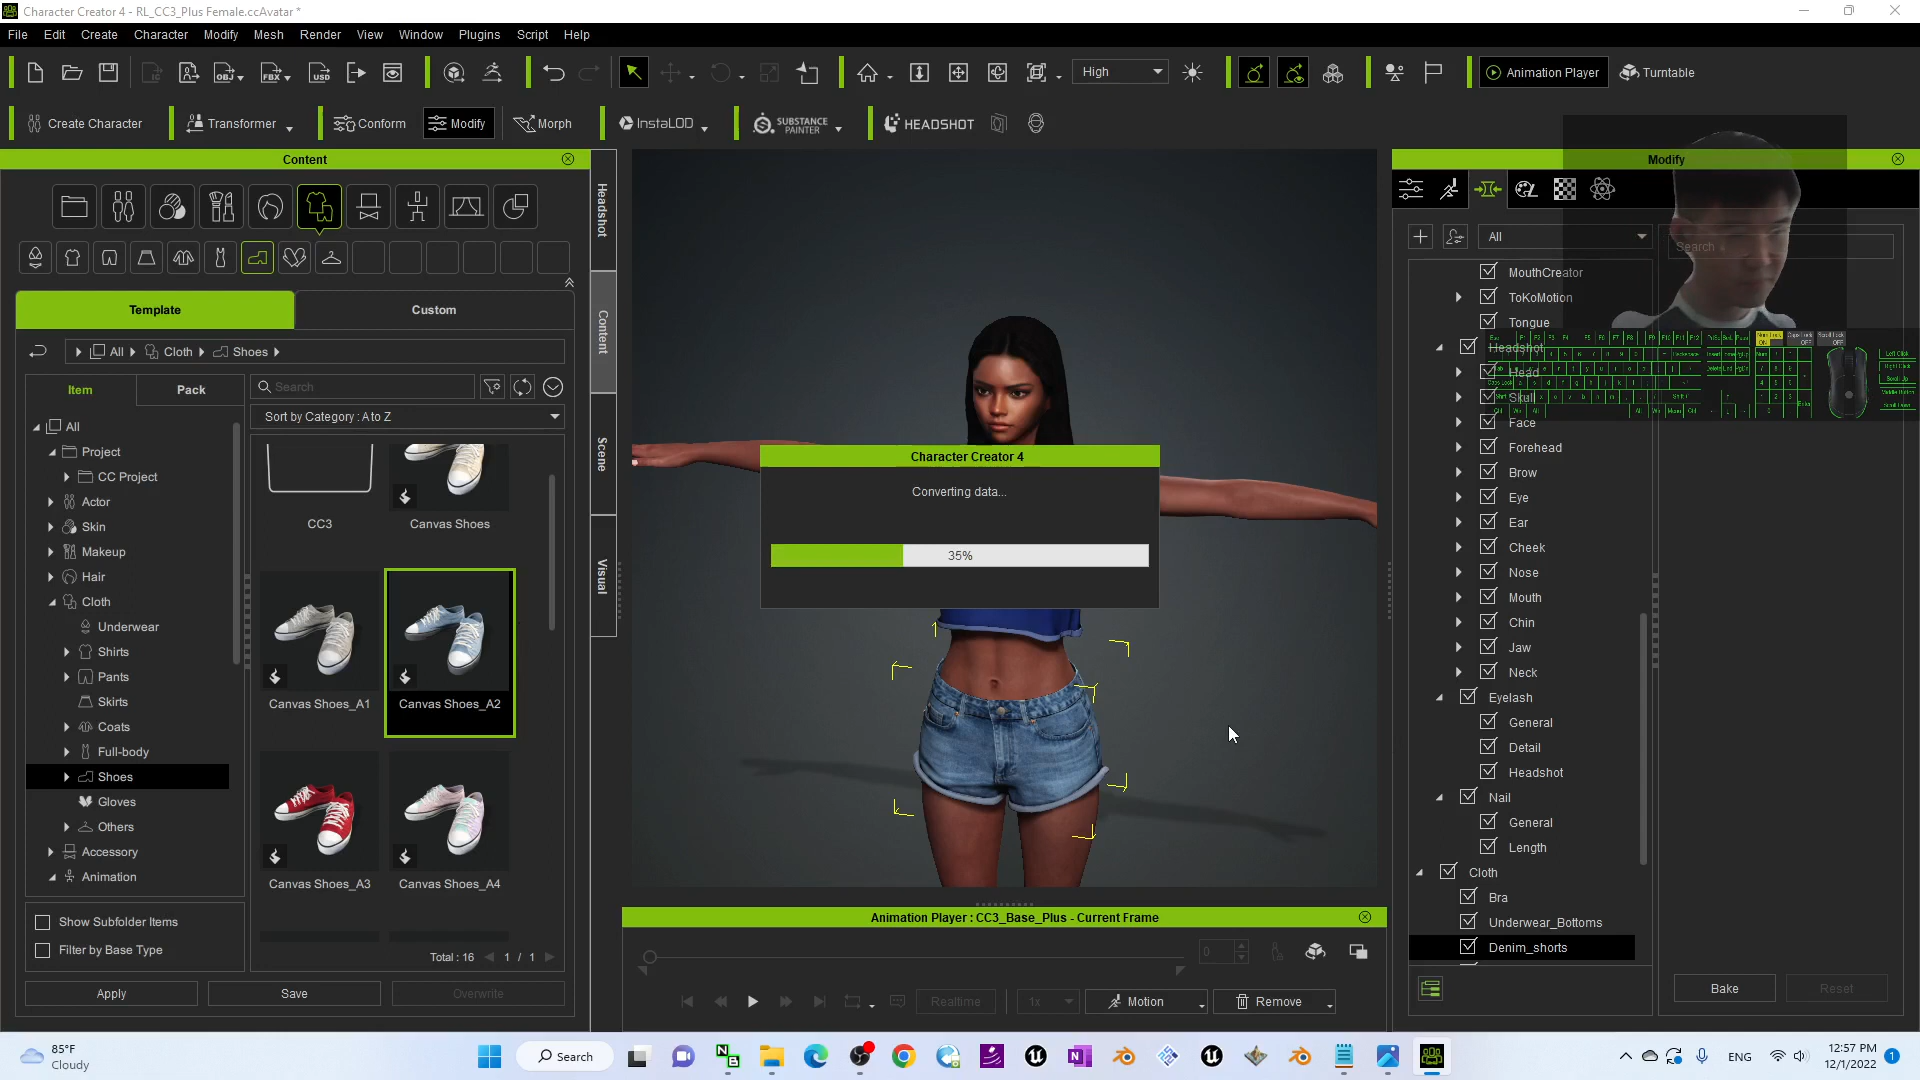 Character Creator 4 - RL_CC3_Plus Female.ccAvatar *
File Edit Create Character Modify Mesh Render View Window Plugins Script Help
High
Animation Player
Turntable
Create Character
Transformer
Conform
Modify
Morph
InstaLOD
SUBSTANCE PAINTER
HEADSHOT
Content
Template
Custom
All
Cloth
Shoes
Item
Pack
Search
Sort by Category : A to Z
All
Project
CC Project
Actor
Skin
Makeup
Hair
Cloth
Underwear
Shirts
Pants
Skirts
Coats
Full-body
Shoes
Gloves
Others
Accessory
Animation
CC3
Canvas Shoes
Canvas Shoes_A1
Canvas Shoes_A2
Canvas Shoes_A3
Canvas Shoes_A4
Show Subfolder Items
Filter by Base Type
Total : 16
1 / 1
Apply
Save
Overwrite
Headshot
Content
Scene
Visual
Character Creator 4
Converting data...
35%
Animation Player : CC3_Base_Plus - Current Frame
0
Realtime
1x
Motion
Remove
Modify
All
Search
MouthCreator
ToKoMotion
Tongue
Headshot
Head
Skull
Face
Forehead
Brow
Eye
Ear
Cheek
Nose
Mouth
Chin
Jaw
Neck
Eyelash
General
Detail
Headshot
Nail
General
Length
Cloth
Bra
Underwear_Bottoms
Denim_shorts
Bake
Reset
85°F
Cloudy
Search
ENG
12:57 PM
12/1/2022
1